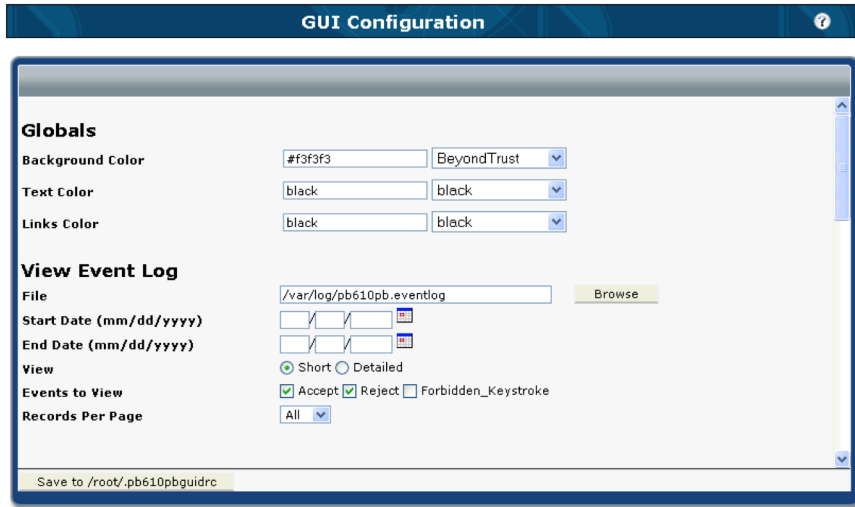 GUI Configuration ?
Globals
Background Color #f3f3f3 BeyondTrust
Text Color black black
Links Color black black
View Event Log
File /var/log/pb610pb.eventlog Browse
Start Date (mm/dd/yyyy) / /
End Date (mm/dd/yyyy) / /
View Short Detailed
Events to View Accept Reject Forbidden_Keystroke
Records Per Page All
Save to /root/.pb610pbguidrc